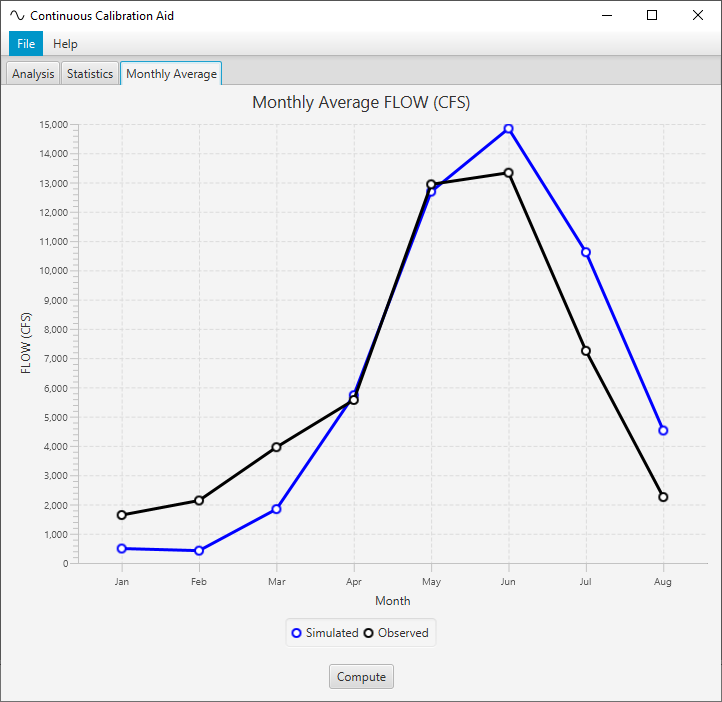 Continuous Calibration Aid
File Help
Analysis Statistics Monthly Average
Monthly Average FLOW (CFS)
15,000
14,000
13,000
12,000
11,000
10,000
9,000
8,000
7,000
6,000
5,000
4,000
3,000
2,000
1,000
0
FLOW (CFS)
Jan Feb Mar Apr May Jun Jul Aug
Month
Simulated Observed
Compute